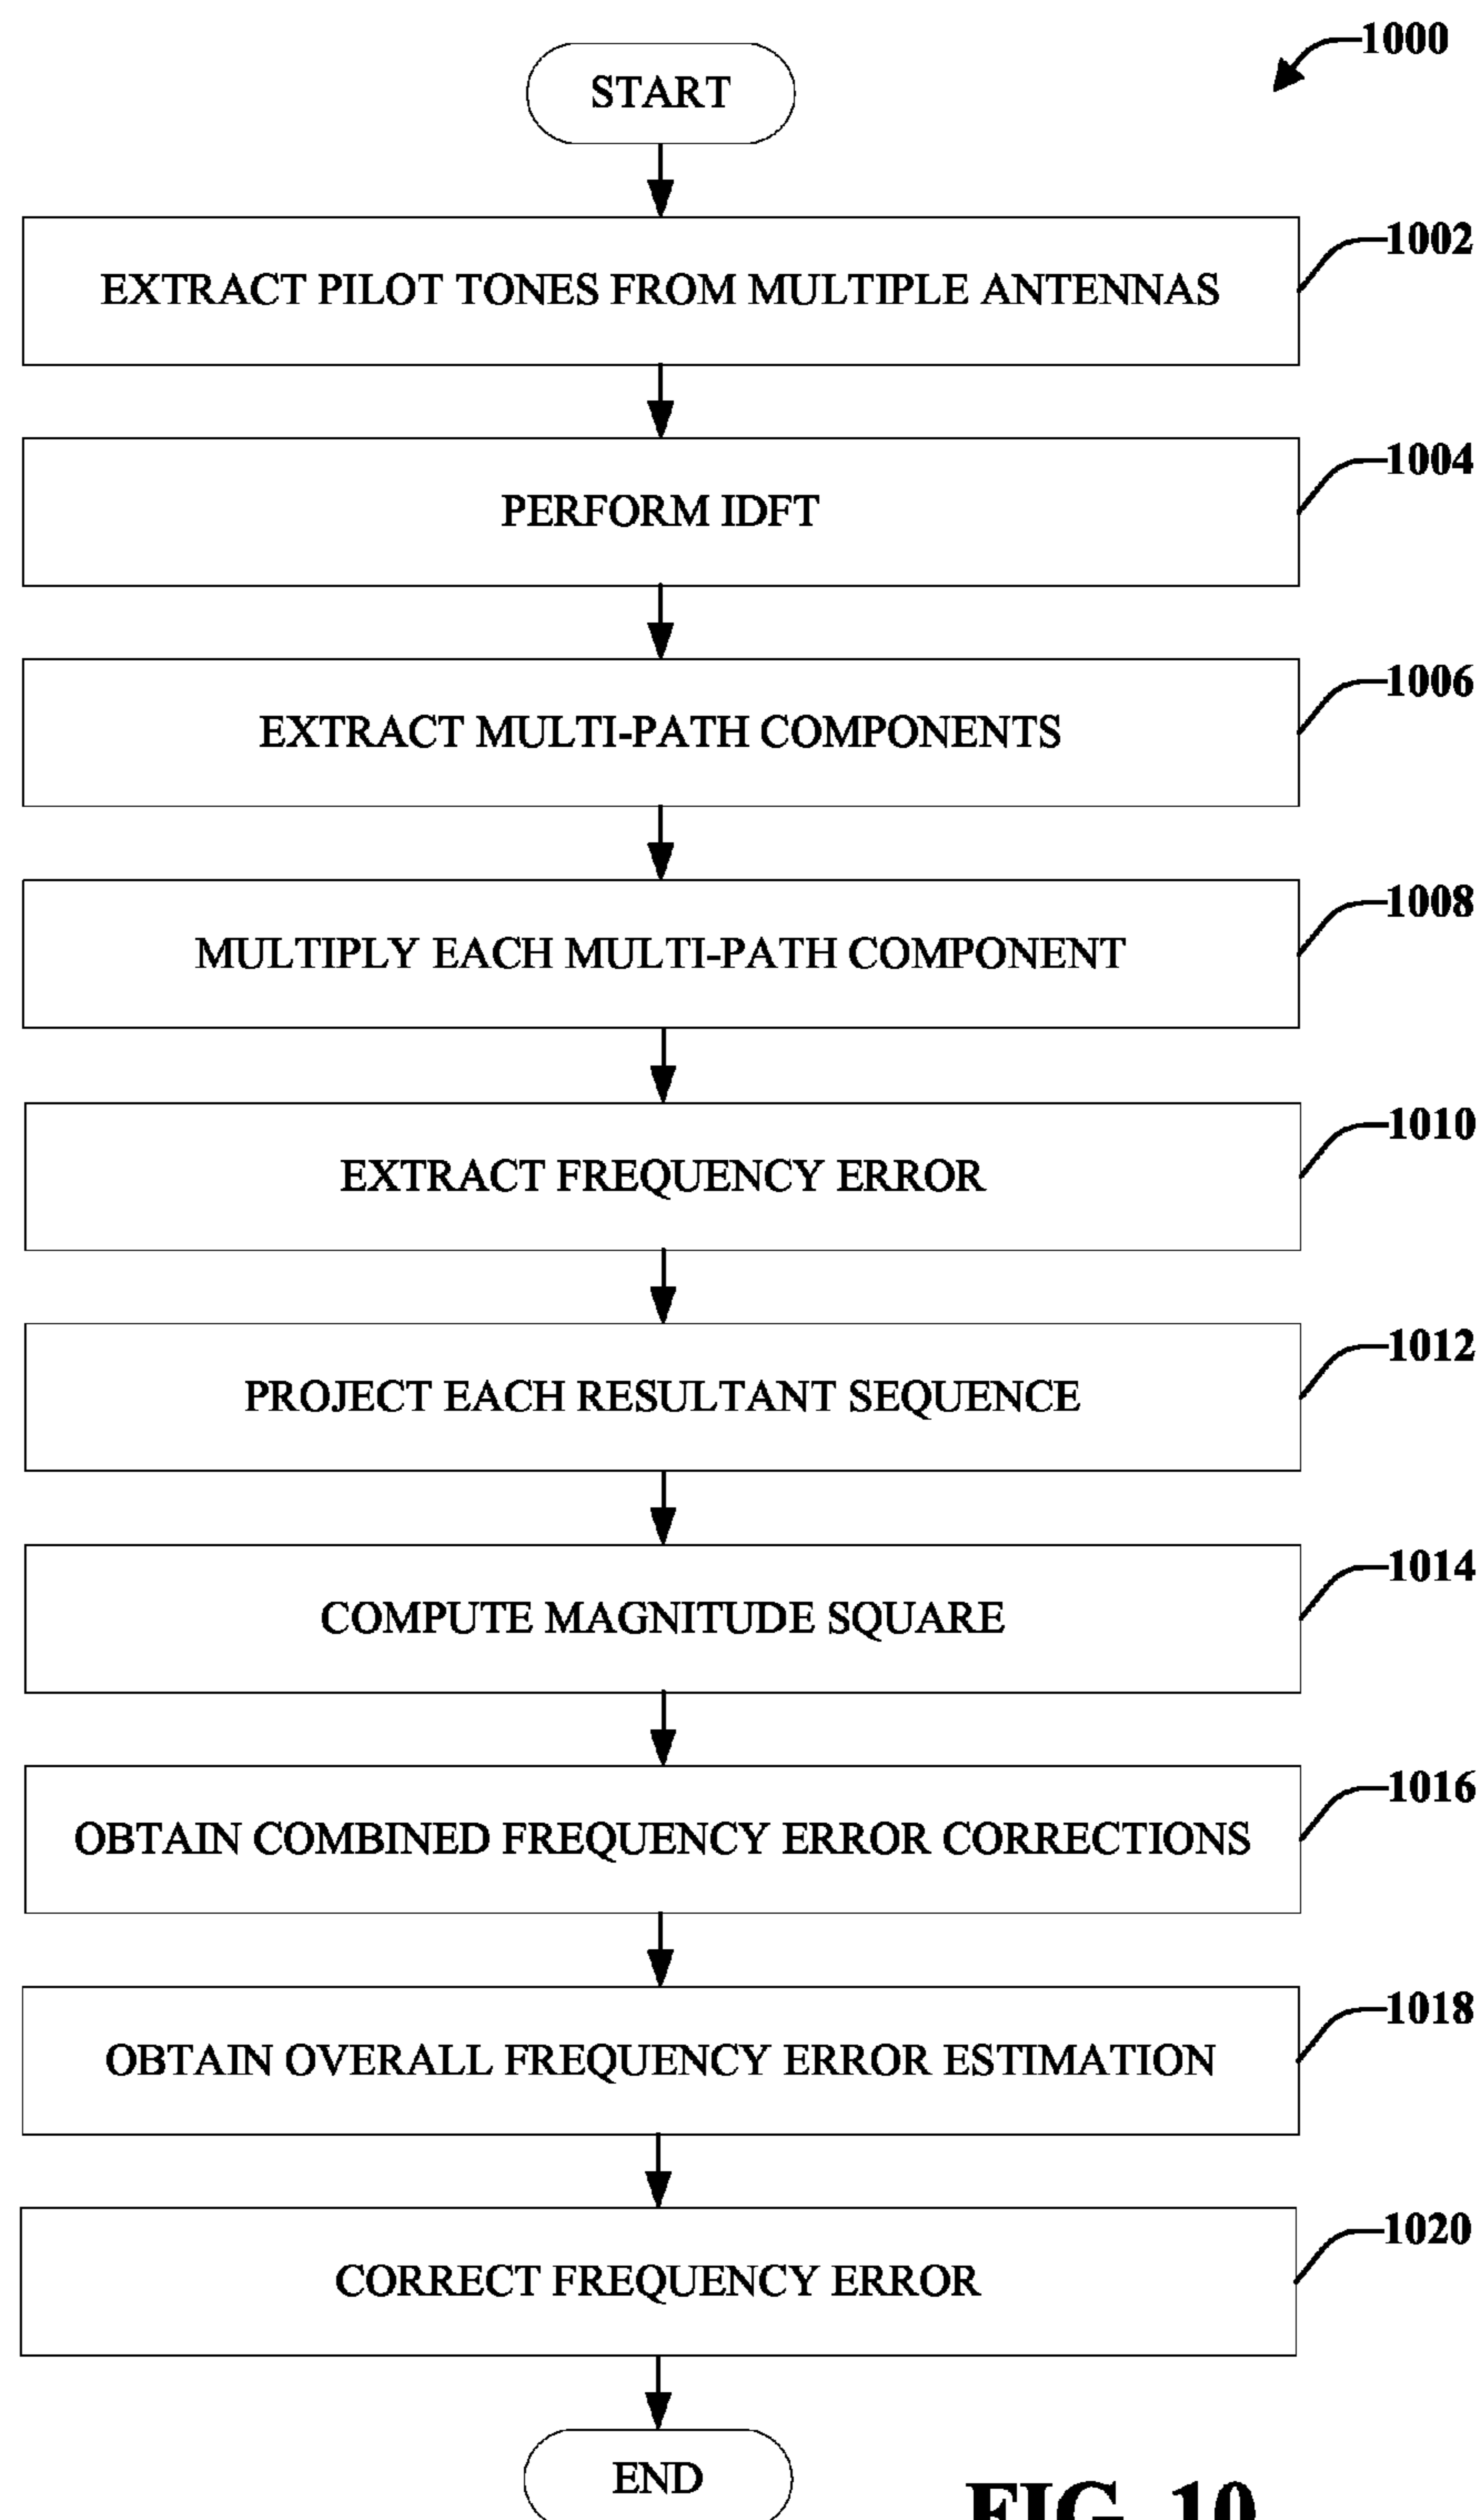 1000
START
1002
EXTRACT PILOT TONES FROM MULTIPLE ANTENNAS
1004
PERFORM IDFT
1006
EXTRACT MULTI-PATH COMPONENTS
1008
MULTIPLY EACH MULTI-PATH COMPONENT
1010
EXTRACT FREQUENCY ERROR
1012
PROJECT EACH RESULTANT SEQUENCE
1014
COMPUTE MAGNITUDE SQUARE
1016
OBTAIN COMBINED FREQUENCY ERROR CORRECTIONS
1018
OBTAIN OVERALL FREQUENCY ERROR ESTIMATION
1020
CORRECT FREQUENCY ERROR
END
FIG. 10